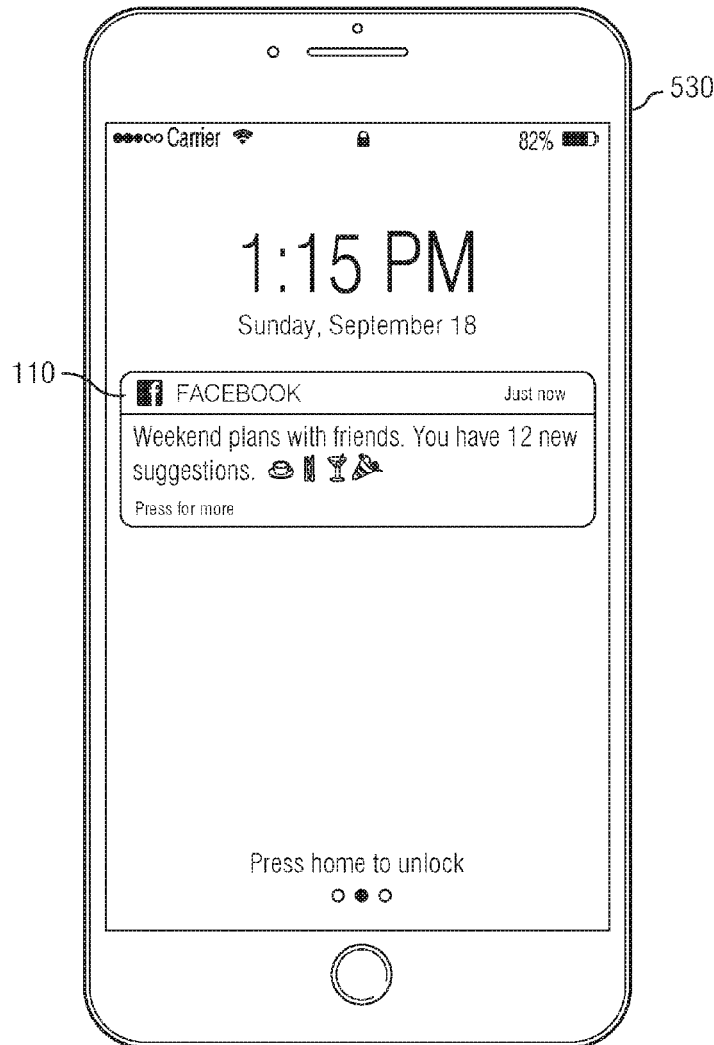 530
Carrier 82%
1:15 PM
Sunday, September 18
110
f FACEBOOK Just now
Weekend plans with friends. You have 12 new
suggestions.
Press for more
Press home to unlock